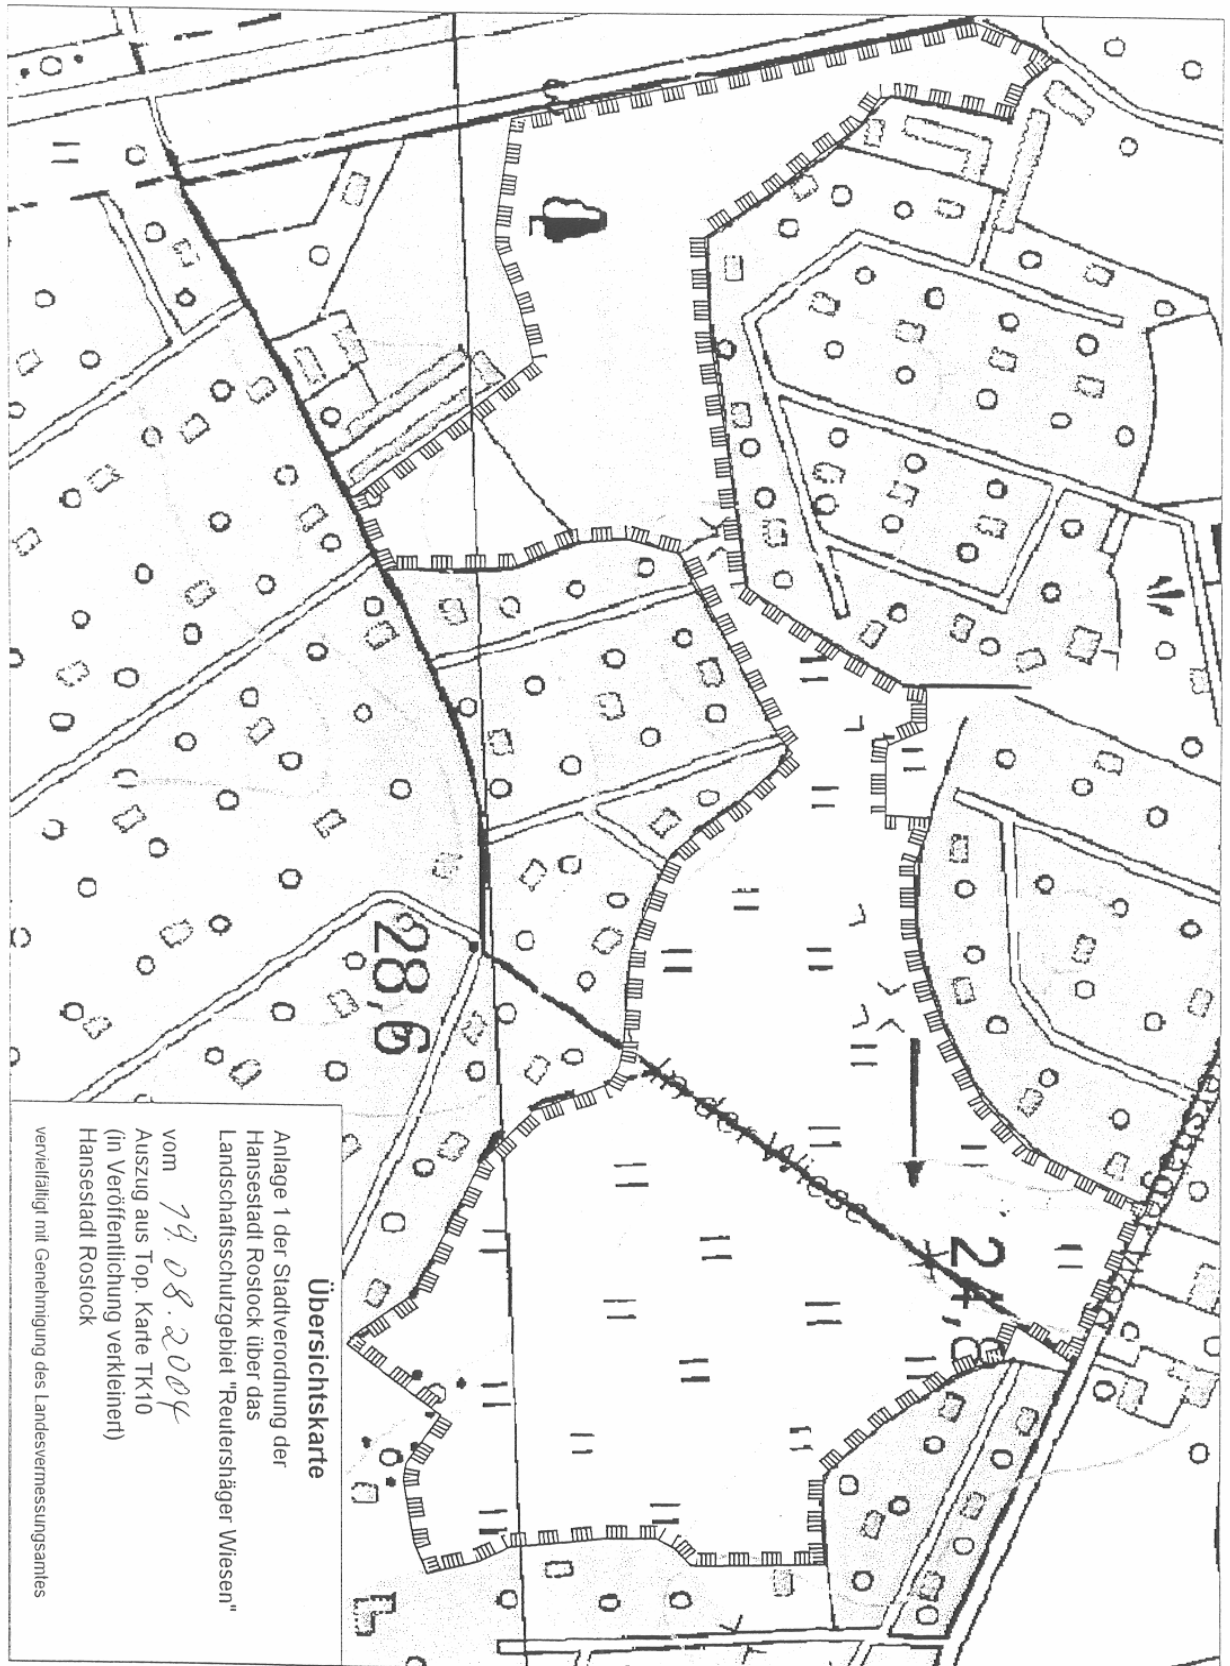 Übersichtskarte
Anlage 1 der Stadtverordnung der
Hansestadt Rostock über das
Landschaftsschutzgebiet "Reutershäger Wiesen"
vom 19.08.2004
Auszug aus Top. Karte TK10
(in Veröffentlichung verkleinert)
Hansestadt Rostock
vervielfältigt mit Genehmigung des Landesvermessungsamtes
28,6
24,8
In der Wiese